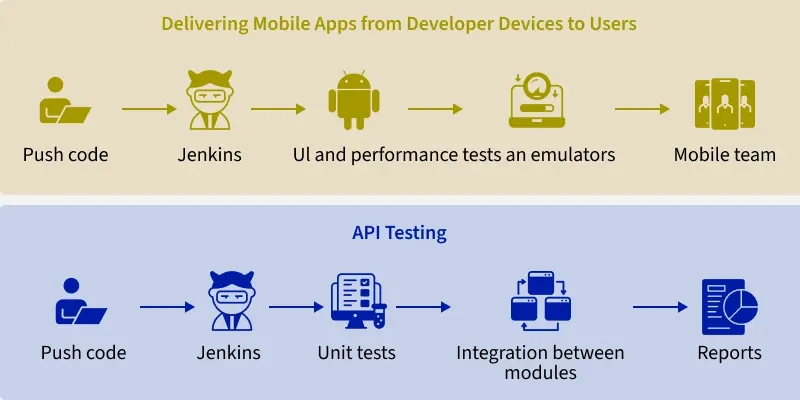 Delivering Mobile Apps from Developer Devices to Users
Push code
Jenkins
UI and performance tests an emulators
Mobile team
API Testing
Push code
Jenkins
Unit tests
Integration between
modules
Reports